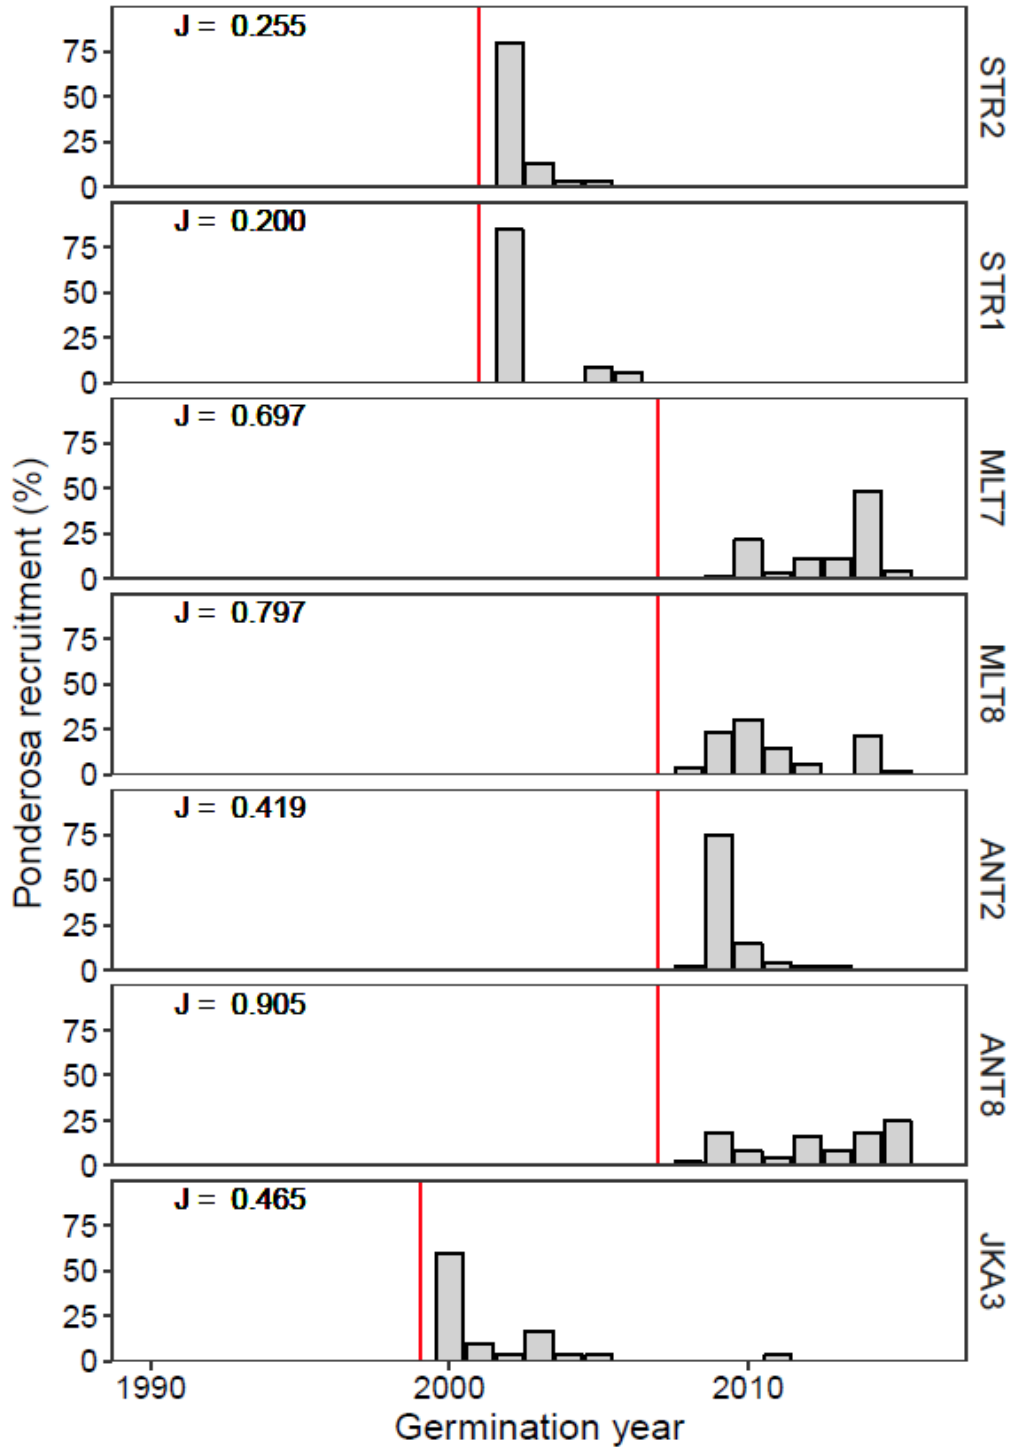 J = 0.255
75
50
25
0
STR2
J = 0.200
75
50
25
0
STR1
J = 0.697
75
50
25
0
MLT7
J = 0.797
75
50
25
0
MLT8
J = 0.419
75
50
25
0
ANT2
J = 0.905
75
50
25
0
ANT8
J = 0.465
75
50
25
0
JKA3
Ponderosa recruitment (%)
1990 2000 2010
Germination year